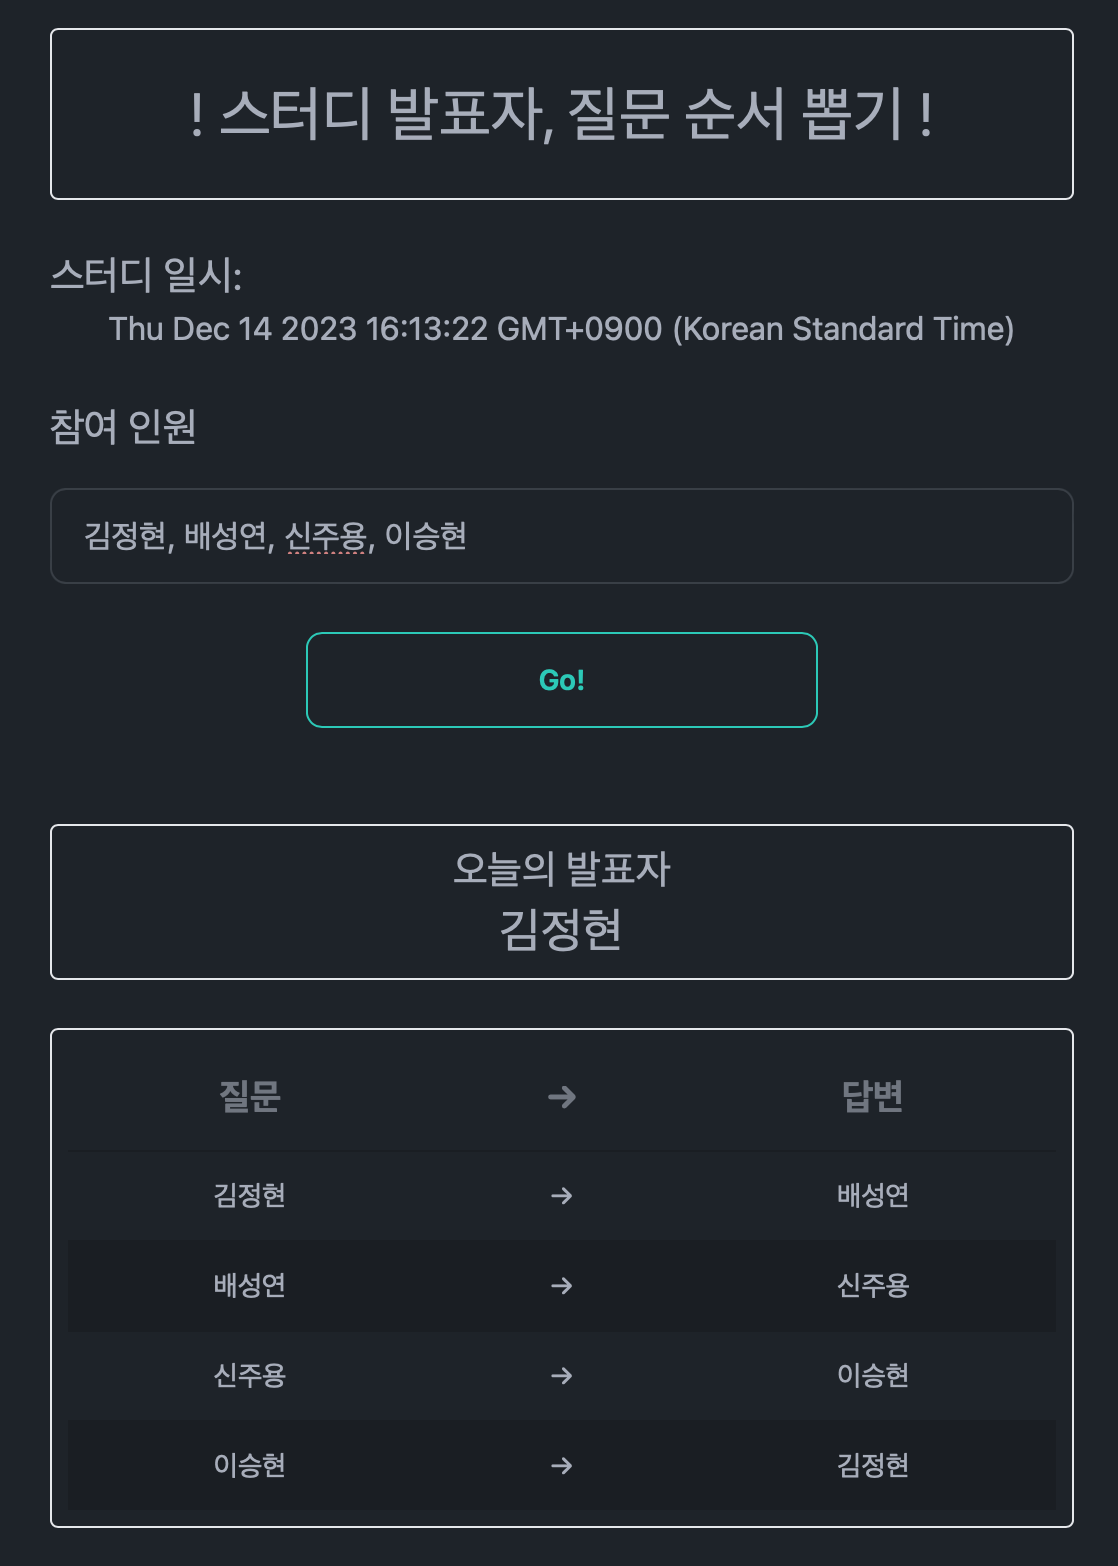 ! 스터디 발표자, 질문 순서 뽑기 !
스터디 일시:
Thu Dec 14 2023 16:13:22 GMT+0900 (Korean Standard Time)
참여 인원
김정현, 배성연, 신주용, 이승현
Go!
오늘의 발표자
김정현
질문 → 답변
김정현 → 배성연
배성연 → 신주용
신주용 → 이승현
이승현 → 김정현